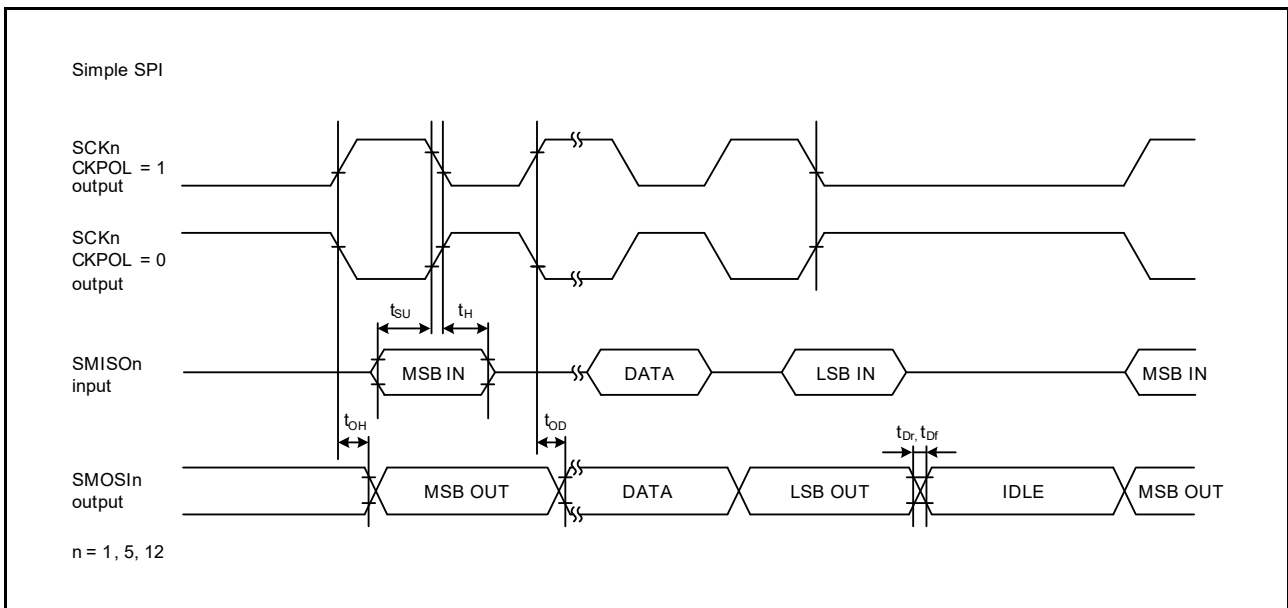 Simple SPI
SCKn
CKPOL = 1
output
SCKn
CKPOL = 0
output
tSU
tH
SMISOn
input
MSB IN
DATA
LSB IN
MSB IN
tOH
tOD
tDr, tDf
SMOSIn
output
MSB OUT
DATA
LSB OUT
IDLE
MSB OUT
n = 1, 5, 12